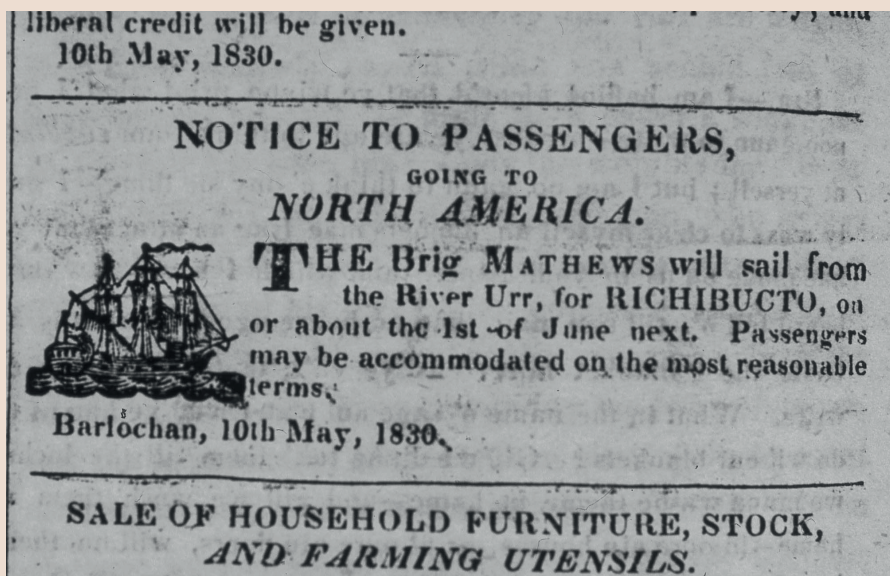 liberal credit will be given.
10th May, 1830.
NOTICE TO PASSENGERS,
GOING TO
NORTH AMERICA.
THE Brig MATHEWS will sail from
the River Urr, for RICHIBUCTO, on
or about the 1st of June next. Passengers
may be accommodated on the most reasonable
terms.
Barlochan, 10th May, 1830.
SALE OF HOUSEHOLD FURNITURE, STOCK,
AND FARMING UTENSILS.